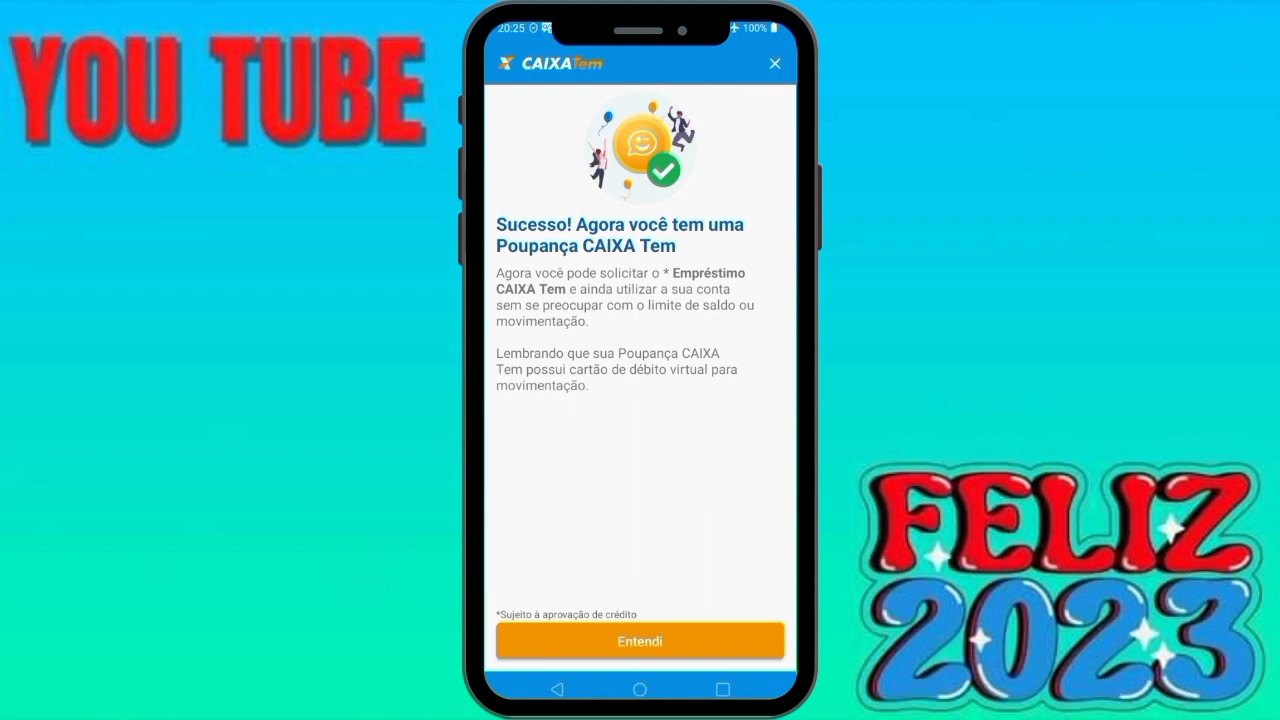 YOU TUBE
20:25
100%
CAIXATem
Sucesso! Agora você tem uma
Poupança CAIXA Tem
Agora você pode solicitar o * Empréstimo
CAIXA Tem e ainda utilizar a sua conta
sem se preocupar com o limite de saldo ou
movimentação.
Lembrando que sua Poupança CAIXA
Tem possui cartão de débito virtual para
movimentação.
*Sujeito à aprovação de crédito
Entendi
FELIZ
2023